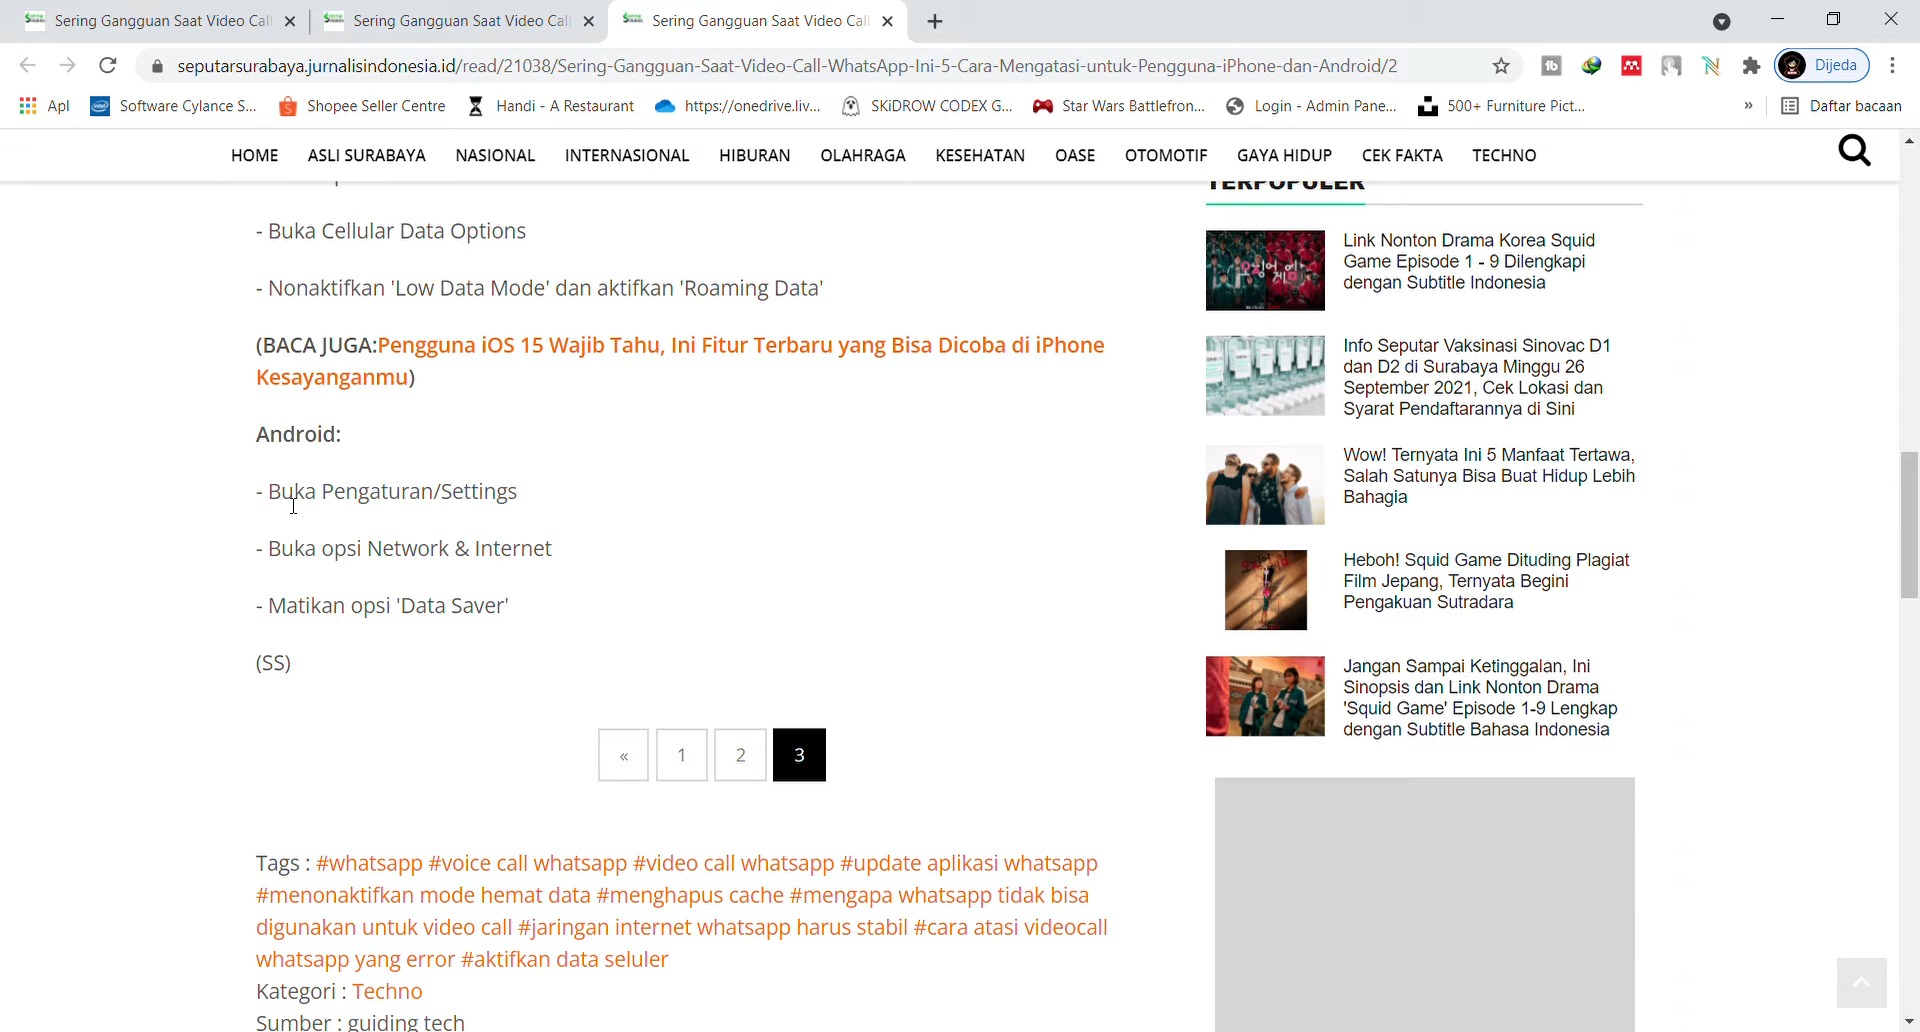 Sering Gangguan Saat Video Cal
Sering Gangguan Saat Video Cal
Sering Gangguan Saat Video Cal
seputarsurabaya.jurnalisindonesia.id/read/21038/Sering-Gangguan-Saat-Video-Call-WhatsApp-Ini-5-Cara-Mengatasi-untuk-Pengguna-iPhone-dan-Android/2
Dijeda
Apl
Software Cylance S...
Shopee Seller Centre
Handi - A Restaurant
https://onedrive.liv...
SKiDROW CODEX G...
Star Wars Battlefron...
Login - Admin Pane...
500+ Furniture Pict...
»
Daftar bacaan
HOME ASLI SURABAYA NASIONAL INTERNASIONAL HIBURAN OLAHRAGA KESEHATAN OASE OTOMOTIF GAYA HIDUP CEK FAKTA TECHNO
- Buka Cellular Data Options
- Nonaktifkan 'Low Data Mode' dan aktifkan 'Roaming Data'
(BACA JUGA:Pengguna iOS 15 Wajib Tahu, Ini Fitur Terbaru yang Bisa Dicoba di iPhone
Kesayanganmu)
Android:
- Buka Pengaturan/Settings
- Buka opsi Network & Internet
- Matikan opsi 'Data Saver'
(SS)
« 1 2 3
Tags : #whatsapp #voice call whatsapp #video call whatsapp #update aplikasi whatsapp
#menonaktifkan mode hemat data #menghapus cache #mengapa whatsapp tidak bisa
digunakan untuk video call #jaringan internet whatsapp harus stabil #cara atasi videocall
whatsapp yang error #aktifkan data seluler
Kategori : Techno
Sumber : guiding tech
TERPOPULER
Link Nonton Drama Korea Squid
Game Episode 1 - 9 Dilengkapi
dengan Subtitle Indonesia
Info Seputar Vaksinasi Sinovac D1
dan D2 di Surabaya Minggu 26
September 2021, Cek Lokasi dan
Syarat Pendaftarannya di Sini
Wow! Ternyata Ini 5 Manfaat Tertawa,
Salah Satunya Bisa Buat Hidup Lebih
Bahagia
Heboh! Squid Game Dituding Plagiat
Film Jepang, Ternyata Begini
Pengakuan Sutradara
Jangan Sampai Ketinggalan, Ini
Sinopsis dan Link Nonton Drama
'Squid Game' Episode 1-9 Lengkap
dengan Subtitle Bahasa Indonesia